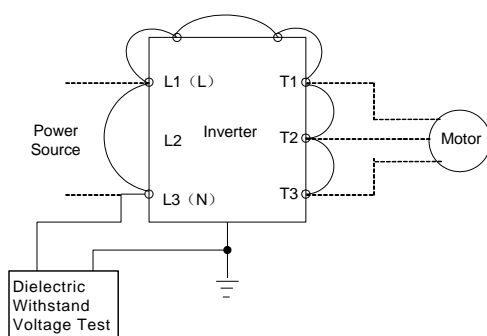 L1（L）
T1
Power
Source
L2
Inverter
T2
Motor
L3（N）
T3
Dielectric
Withstand
Voltage Test